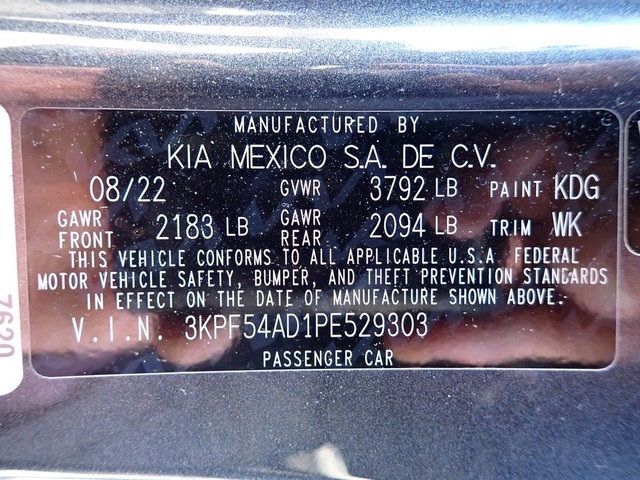 MANUFACTURED BY
KIA MEXICO S.A. DE C.V.
08/22 GVWR 3792 LB PAINT KDG
GAWR FRONT 2183 LB GAWR REAR 2094 LB TRIM WK
THIS VEHICLE CONFORMS TO ALL APPLICABLE U.S.A. FEDERAL
MOTOR VEHICLE SAFETY, BUMPER, AND THEFT PREVENTION STANDARDS
IN EFFECT ON THE DATE OF MANUFACTURE SHOWN ABOVE.
V.I.N. 3KPF54AD1PE529303
PASSENGER CAR
7620